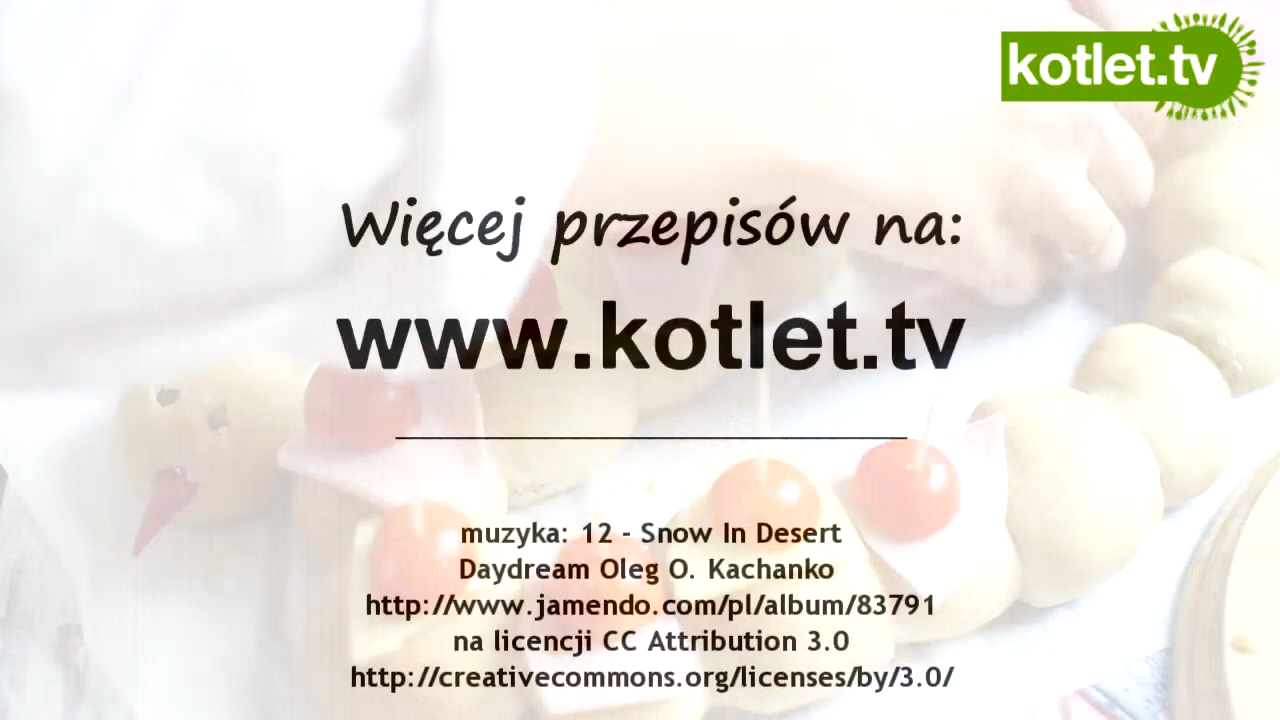 kotlet.tv
Więcej przepisów na:
www.kotlet.tv
muzyka: 12 - Snow In Desert
Daydream Oleg O. Kachanko
http://www.jamendo.com/pl/album/83791
na licencji CC Attribution 3.0
http://creativecommons.org/licenses/by/3.0/